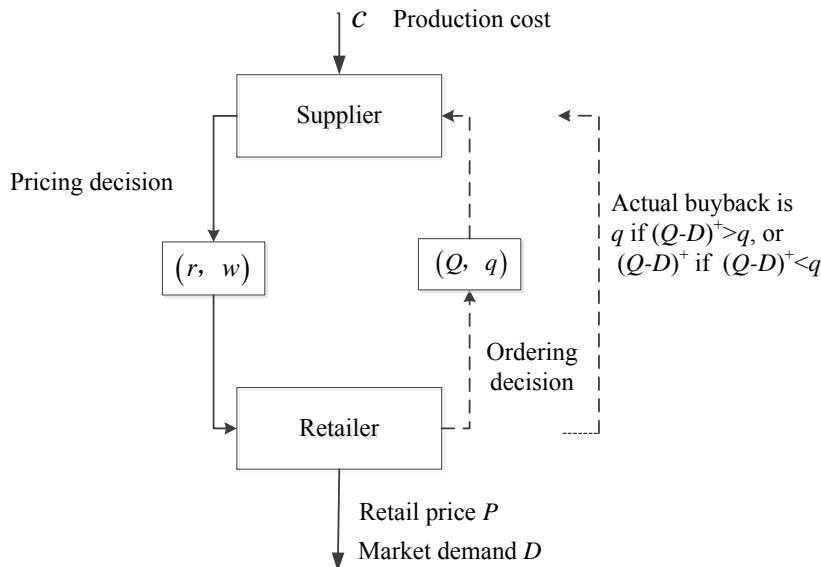 c Production cost
Supplier
Pricing decision
(r, w)
(Q, q)
Actual buyback is
q if (Q-D)⁺>q, or
(Q-D)⁺ if (Q-D)⁺<q
Ordering
decision
Retailer
Retail price P
Market demand D